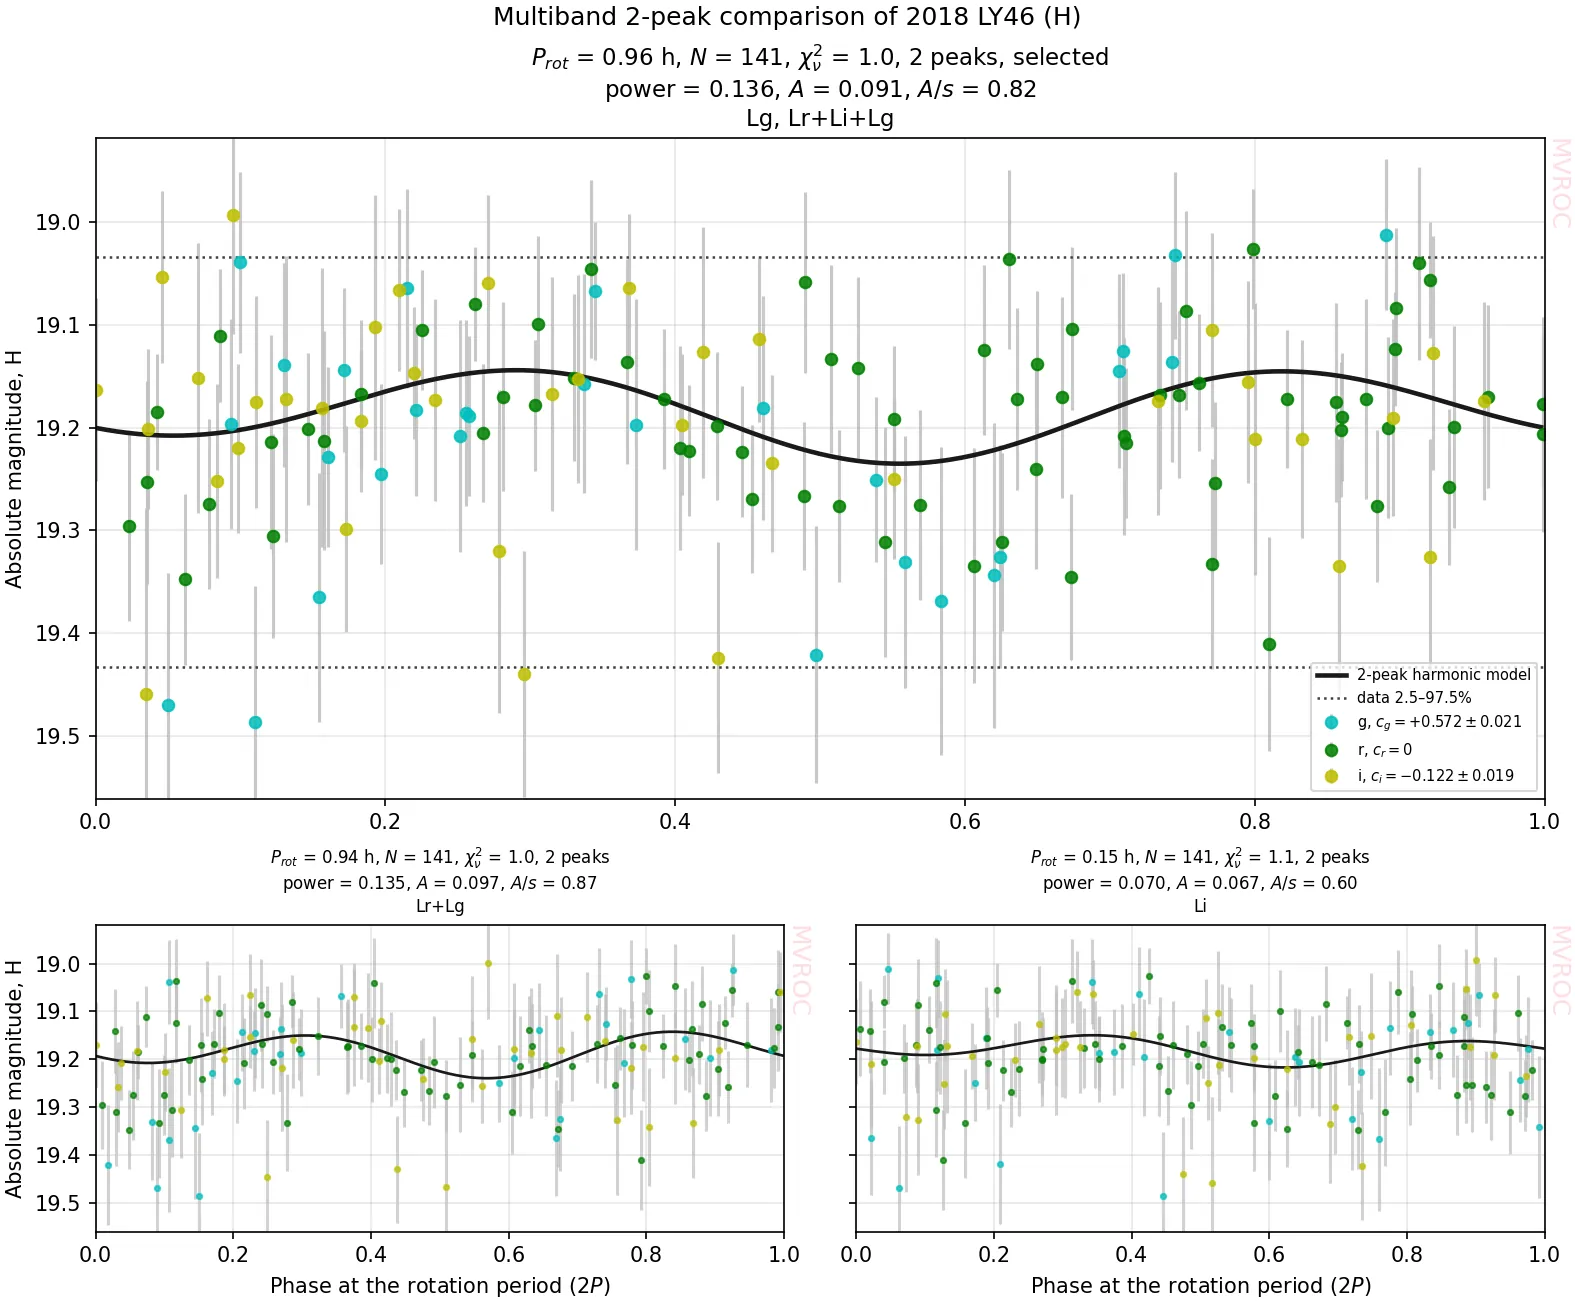 Multiband 2-peak comparison of 2018 LY46 (H)
P_rot = 0.96 h, N = 141, χ²_ν = 1.0, 2 peaks, selected
power = 0.136, A = 0.091, A/s = 0.82
Lg, Lr+Li+Lg
MVROC
Absolute magnitude, H
19.0
19.1
19.2
19.3
19.4
19.5
2-peak harmonic model
data 2.5–97.5%
g, c_g = +0.572 ± 0.021
r, c_r = 0
i, c_i = −0.122 ± 0.019
0.0 0.2 0.4 0.6 0.8 1.0
P_rot = 0.94 h, N = 141, χ²_ν = 1.0, 2 peaks
power = 0.135, A = 0.097, A/s = 0.87
Lr+Lg
MVROC
Absolute magnitude, H
19.0
19.1
19.2
19.3
19.4
19.5
0.0 0.2 0.4 0.6 0.8 1.0
Phase at the rotation period (2P)
P_rot = 0.15 h, N = 141, χ²_ν = 1.1, 2 peaks
power = 0.070, A = 0.067, A/s = 0.60
Li
MVROC
0.0 0.2 0.4 0.6 0.8 1.0
Phase at the rotation period (2P)